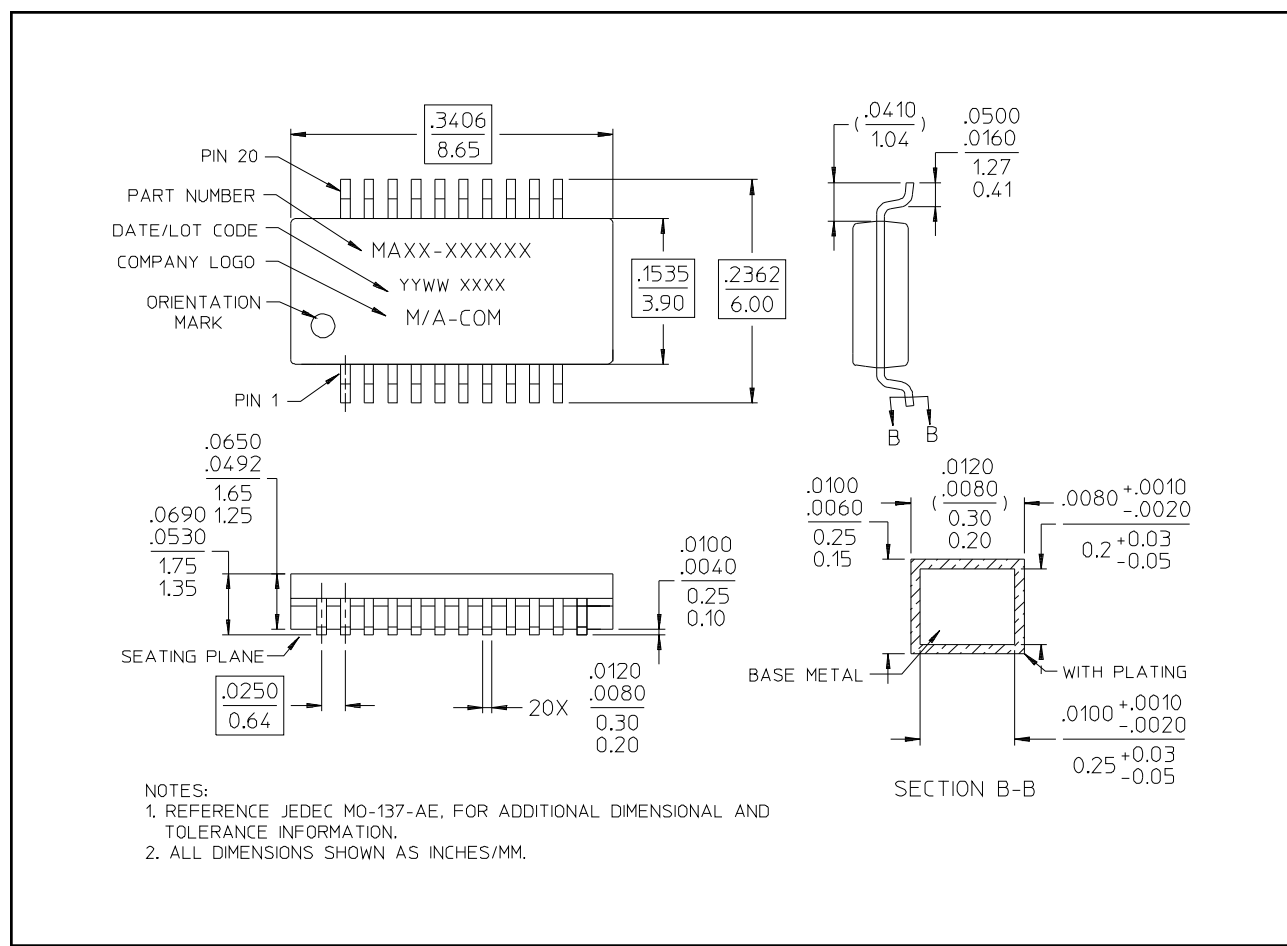 .3406
8.65
PIN 20
PART NUMBER
DATE/LOT CODE
COMPANY LOGO
ORIENTATION
MARK
PIN 1
MAXX-XXXXXX
YYWW XXXX
M/A-COM
.1535
3.90
.2362
6.00
(.0410)
1.04
.0500
.0160
1.27
0.41
B B
.0650
.0492
1.65
1.25
.0690
.0530
1.75
1.35
.0100
.0040
0.25
0.10
SEATING PLANE
.0250
0.64
20X
.0120
.0080
0.30
0.20
.0100
.0060
0.25
0.15
.0120
(.0080)
0.30
0.20
.0080 +.0010
-.0020
0.2 +0.03
-0.05
BASE METAL
WITH PLATING
.0100 +.0010
-.0020
0.25 +0.03
-0.05
SECTION B-B
NOTES:
1. REFERENCE JEDEC MO-137-AE, FOR ADDITIONAL DIMENSIONAL AND
TOLERANCE INFORMATION.
2. ALL DIMENSIONS SHOWN AS INCHES/MM.